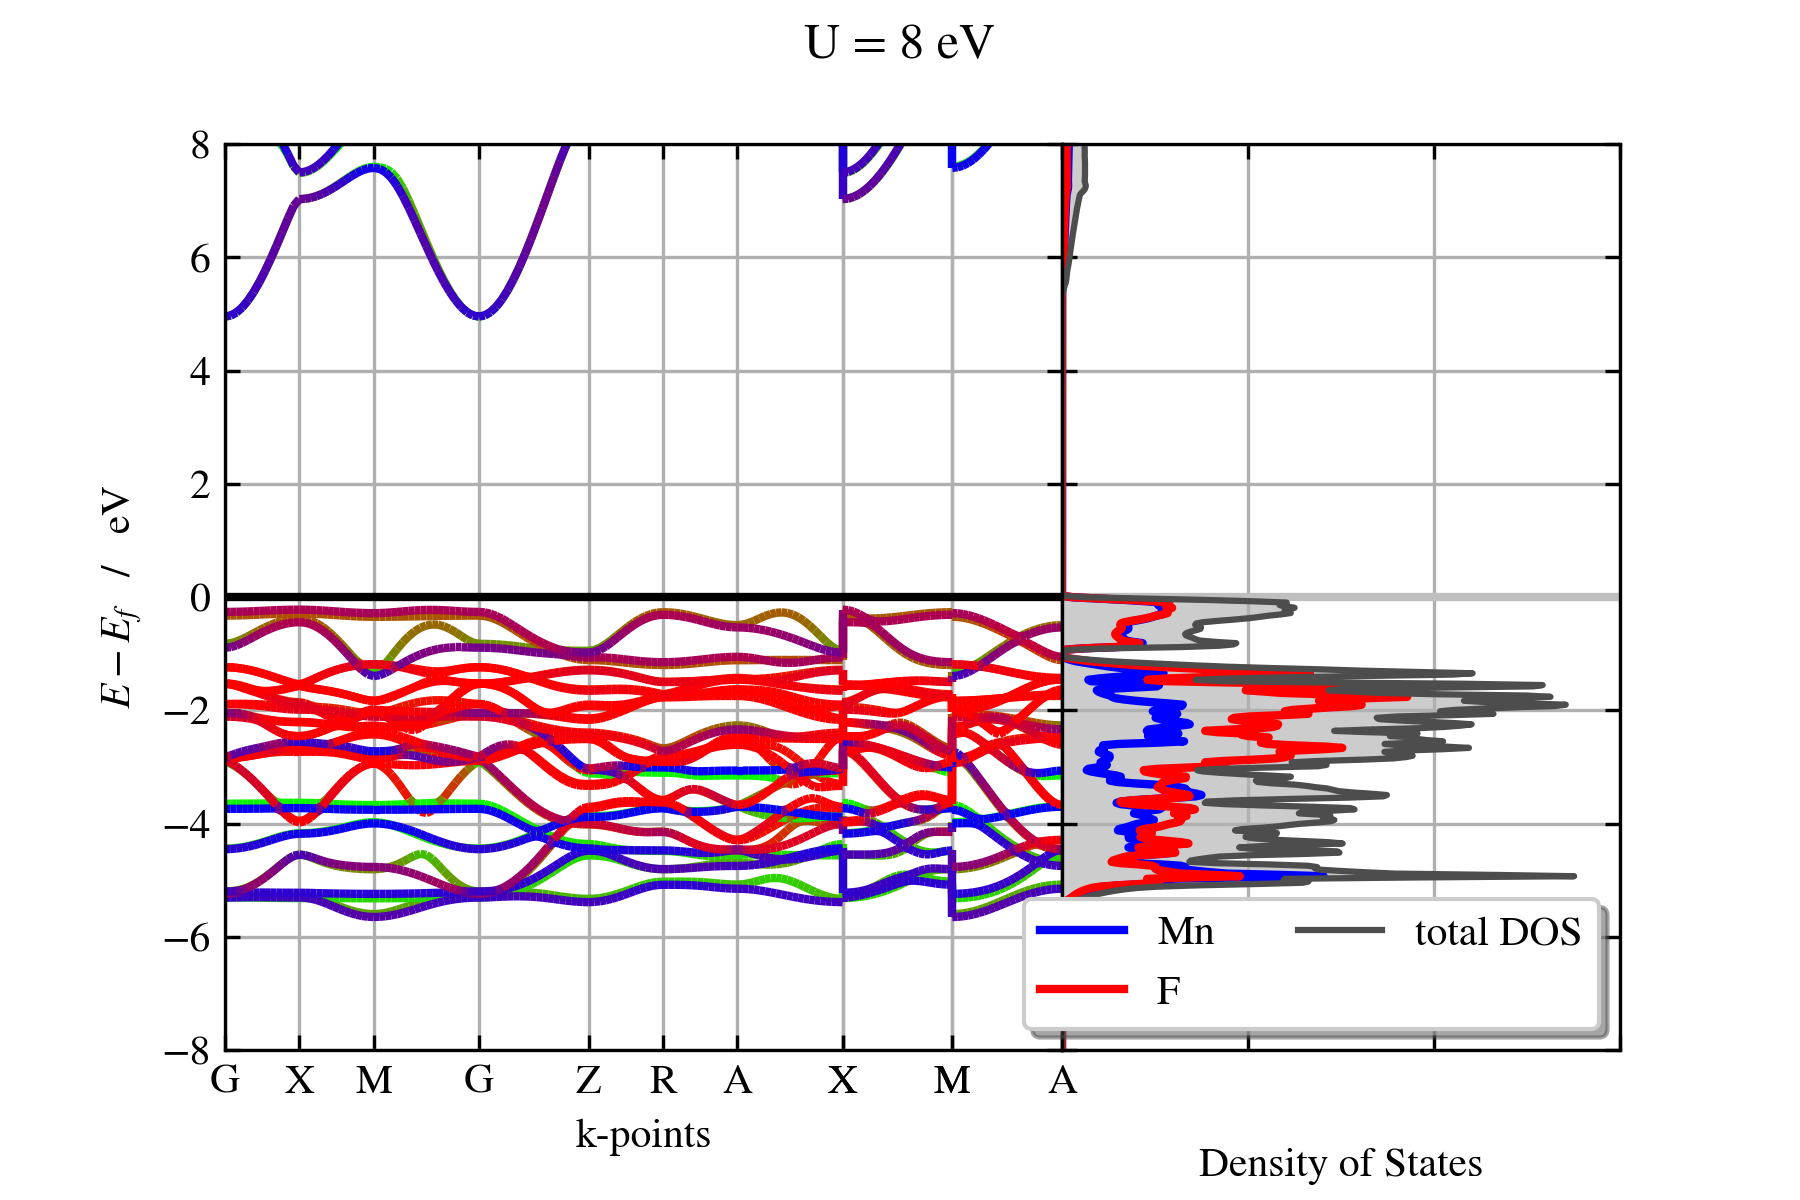 U = 8 eV
8
6
4
2
0
−2
−4
−6
−8
E − E_f / eV
G X M G Z R A X M A
k-points
Mn
F
total DOS
Density of States